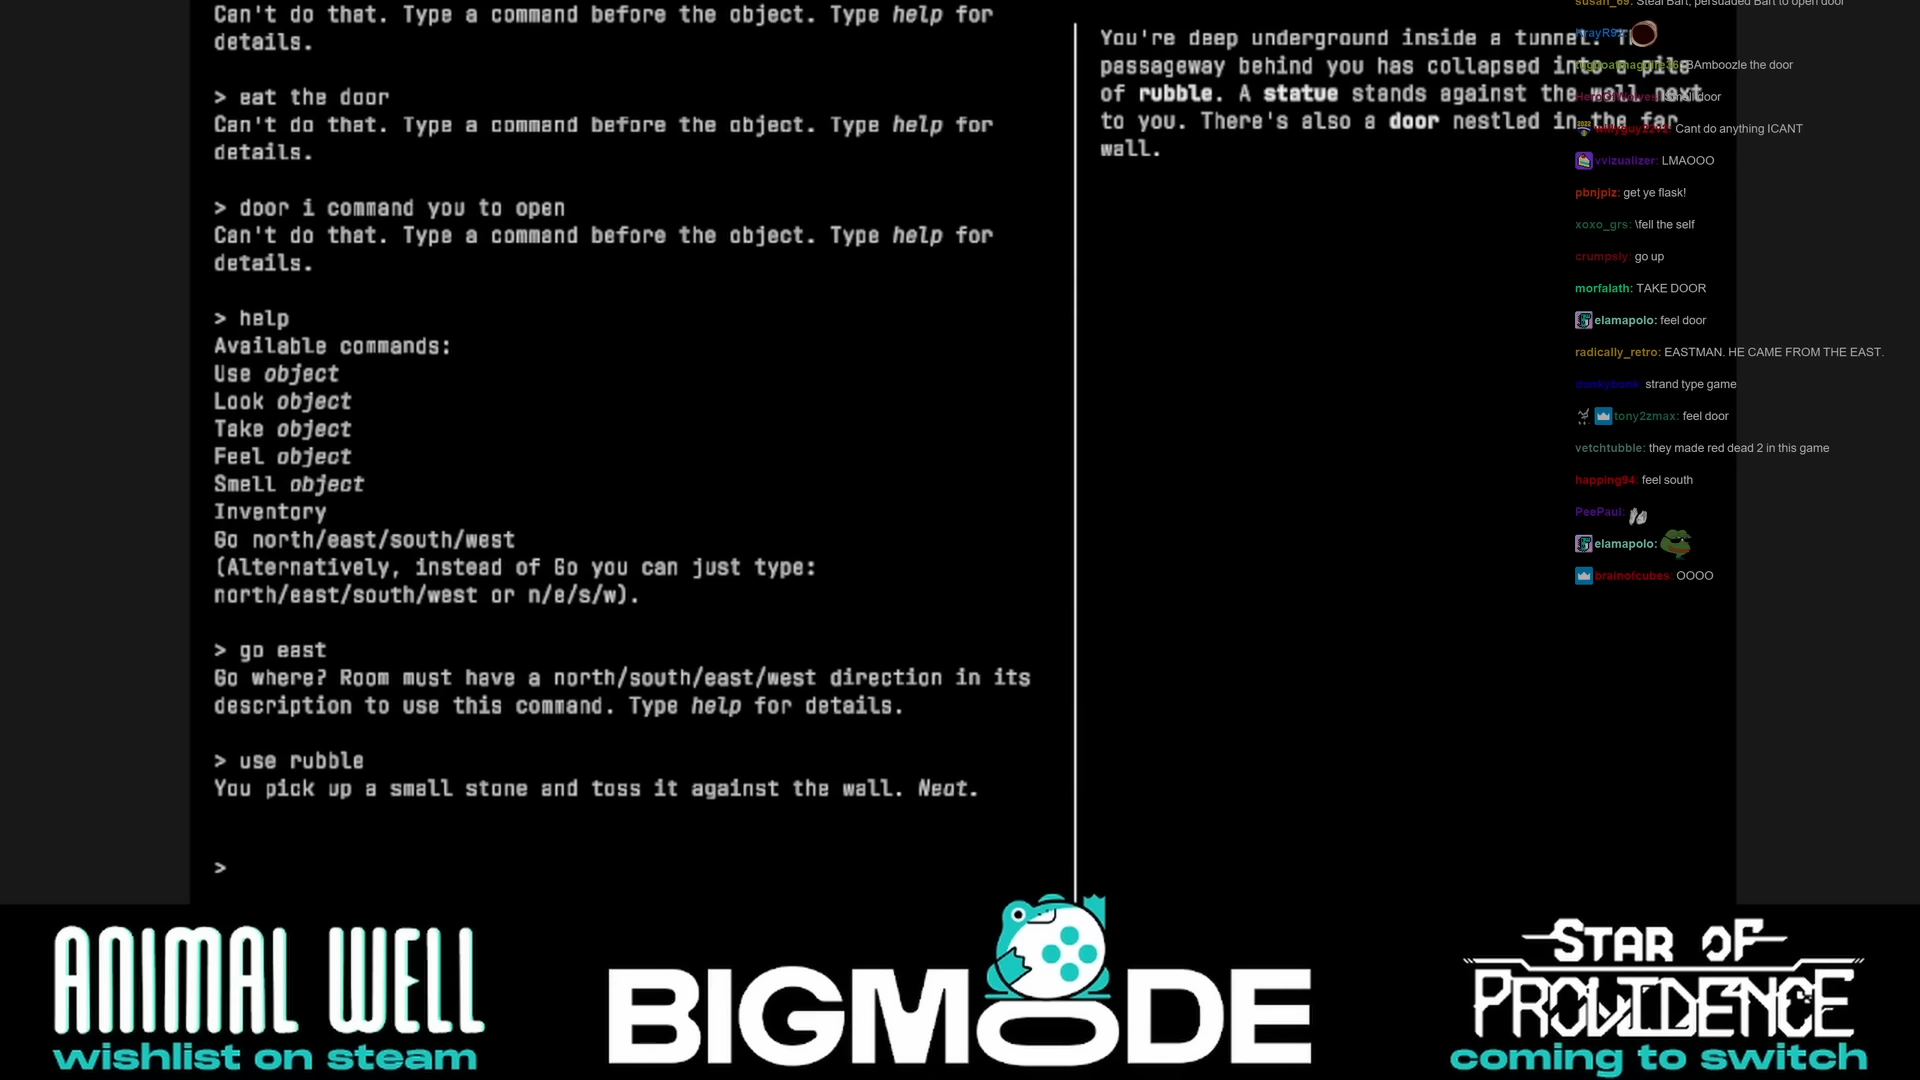 Can't do that. Type a command before the object. Type help for
details.
> eat the door
Can't do that. Type a command before the object. Type help for
details.
> door i command you to open
Can't do that. Type a command before the object. Type help for
details.
> help
Available commands:
Use object
Look object
Take object
Feel object
Smell object
Inventory
Go north/east/south/west
(Alternatively, instead of Go you can just type:
north/east/south/west or n/e/s/w).
> go east
Go where? Room must have a north/south/east/west direction in its
description to use this command. Type help for details.
> use rubble
You pick up a small stone and toss it against the wall. Neat.
>
You're deep underground inside a tunnel. The
passageway behind you has collapsed into a pile
of rubble. A statue stands against the wall next
to you. There's also a door nestled in the far
wall.
susan_69: Steal Bart, persuaded Bart to open door
BAmboozle the door
door
Cant do anything ICANT
vvizualizer: LMAOOO
pbnjplz: get ye flask!
xoxo_grs: \fell the self
crumpsly: go up
morfalath: TAKE DOOR
elamapolo: feel door
radically_retro: EASTMAN. HE CAME FROM THE EAST.
strand type game
tony2zmax: feel door
vetchtubble: they made red dead 2 in this game
happing94: feel south
PeePaul:
elamapolo:
brainofcubes: OOOO
ANIMAL WELL
wishlist on steam
BIGMODE
STAR OF
PROVIDENCE
coming to switch